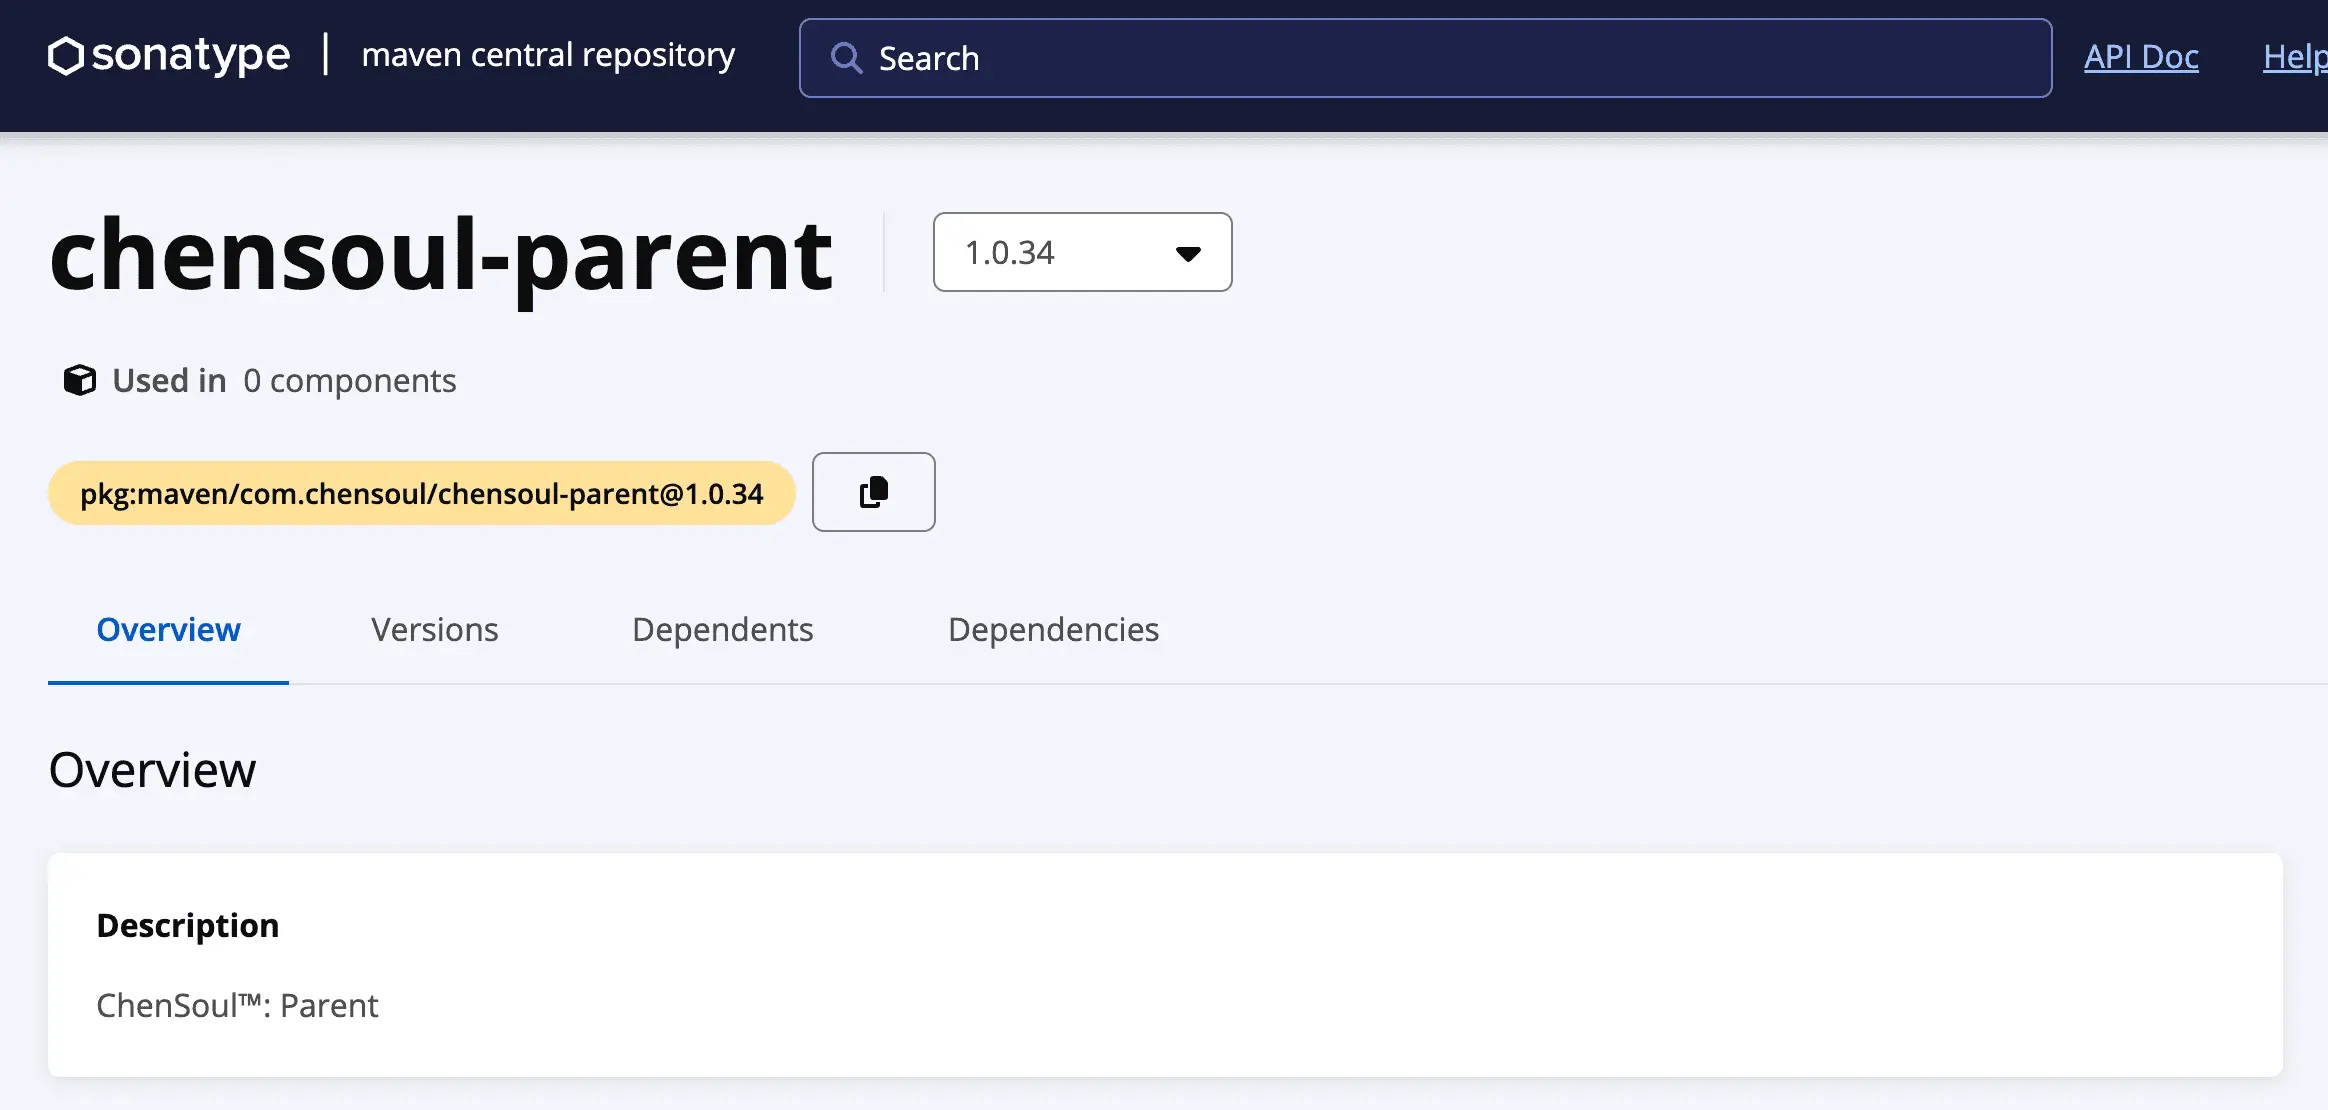 sonatype | maven central repository Search API Doc Help
chensoul-parent 1.0.34
Used in 0 components
pkg:maven/com.chensoul/chensoul-parent@1.0.34
Overview Versions Dependents Dependencies
Overview
Description
ChenSoul™: Parent